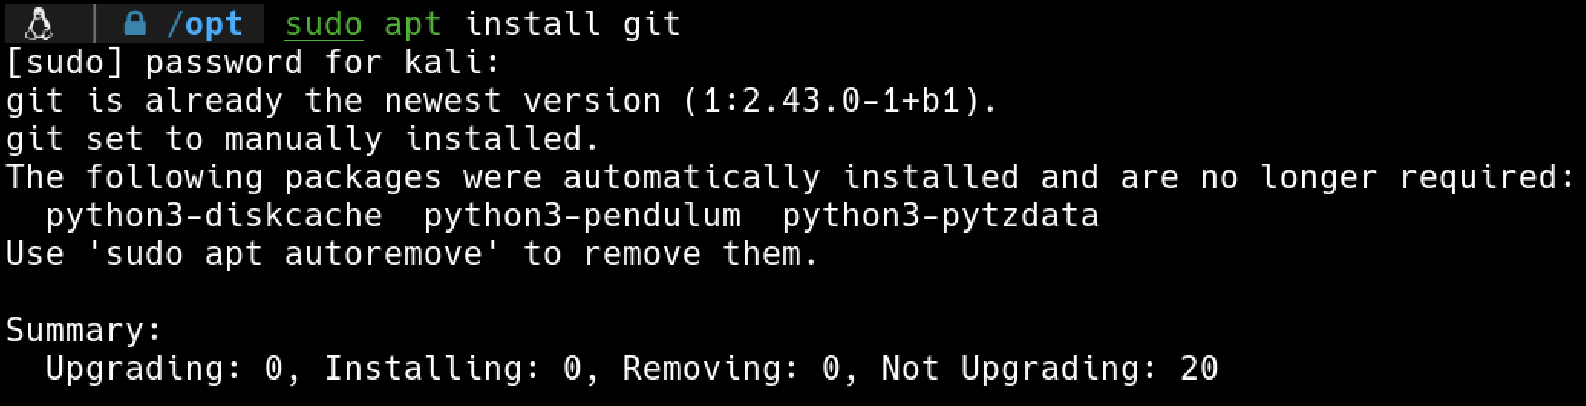 /opt sudo apt install git
[sudo] password for kali:
git is already the newest version (1:2.43.0-1+b1).
git set to manually installed.
The following packages were automatically installed and are no longer required:
  python3-diskcache  python3-pendulum  python3-pytzdata
Use 'sudo apt autoremove' to remove them.

Summary:
  Upgrading: 0, Installing: 0, Removing: 0, Not Upgrading: 20